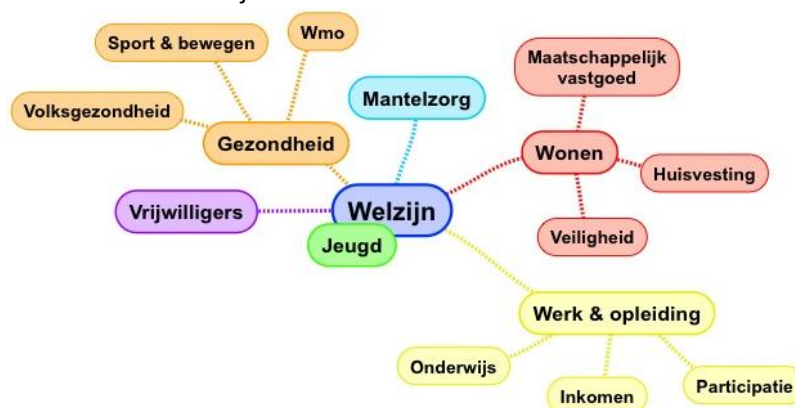 Wmo
Sport & bewegen
Maatschappelijk
vastgoed
Mantelzorg
Volksgezondheid
Gezondheid
Wonen
Huisvesting
Vrijwilligers
Welzijn
Jeugd
Veiligheid
Werk & opleiding
Onderwijs
Inkomen
Participatie